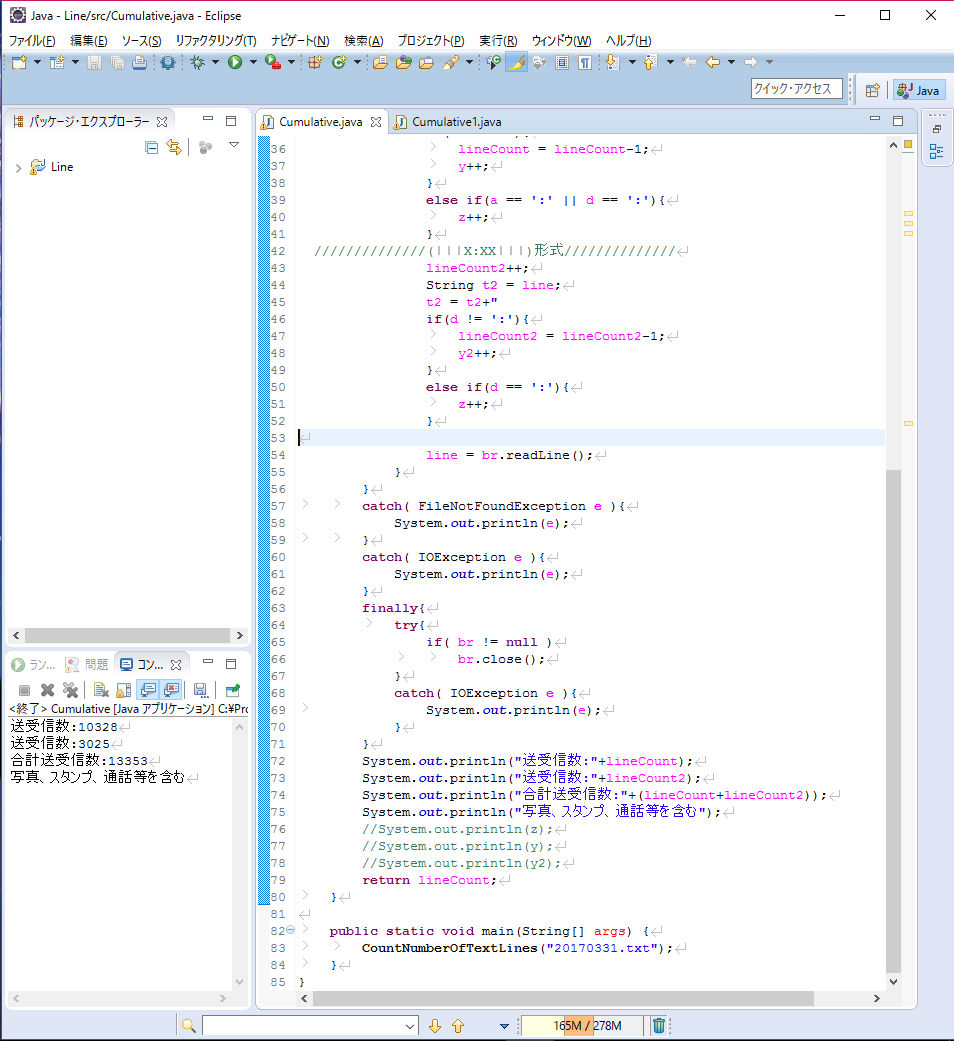 Java - Line/src/Cumulative.java - Eclipse
ファイル(F) 編集(E) ソース(S) リファクタリング(T) ナビゲート(N) 検索(A) プロジェクト(P) 実行(R) ウィンドウ(W) ヘルプ(H)
クイック・アクセス
Java
パッケージ・エクスプローラー
Line
Cumulative.java
Cumulative1.java
36 lineCount = lineCount-1;
37 y++;
38 }
39 else if(a == ':' || d == ':'){
40 z++;
41 }
42 //////////////(|||X:XX|||)形式//////////////
43 lineCount2++;
44 String t2 = line;
45 t2 = t2+"
46 if(d != ':'){
47 lineCount2 = lineCount2-1;
48 y2++;
49 }
50 else if(d == ':'){
51 z++;
52 }
53
54 line = br.readLine();
55 }
56 }
57 catch( FileNotFoundException e ){
58 System.out.println(e);
59 }
60 catch( IOException e ){
61 System.out.println(e);
62 }
63 finally{
64 try{
65 if( br != null )
66 br.close();
67 }
68 catch( IOException e ){
69 System.out.println(e);
70 }
71 }
72 System.out.println("送受信数:"+lineCount);
73 System.out.println("送受信数:"+lineCount2);
74 System.out.println("合計送受信数:"+(lineCount+lineCount2));
75 System.out.println("写真、スタンプ、通話等を含む");
76 //System.out.println(z);
77 //System.out.println(y);
78 //System.out.println(y2);
79 return lineCount;
80 }
81
82 public static void main(String[] args) {
83 CountNumberOfTextLines("20170331.txt");
84 }
85 }
ラン... 問題 コン...
<終了> Cumulative [Java アプリケーション] C:¥Pro
送受信数:10328
送受信数:3025
合計送受信数:13353
写真、スタンプ、通話等を含む
165M / 278M